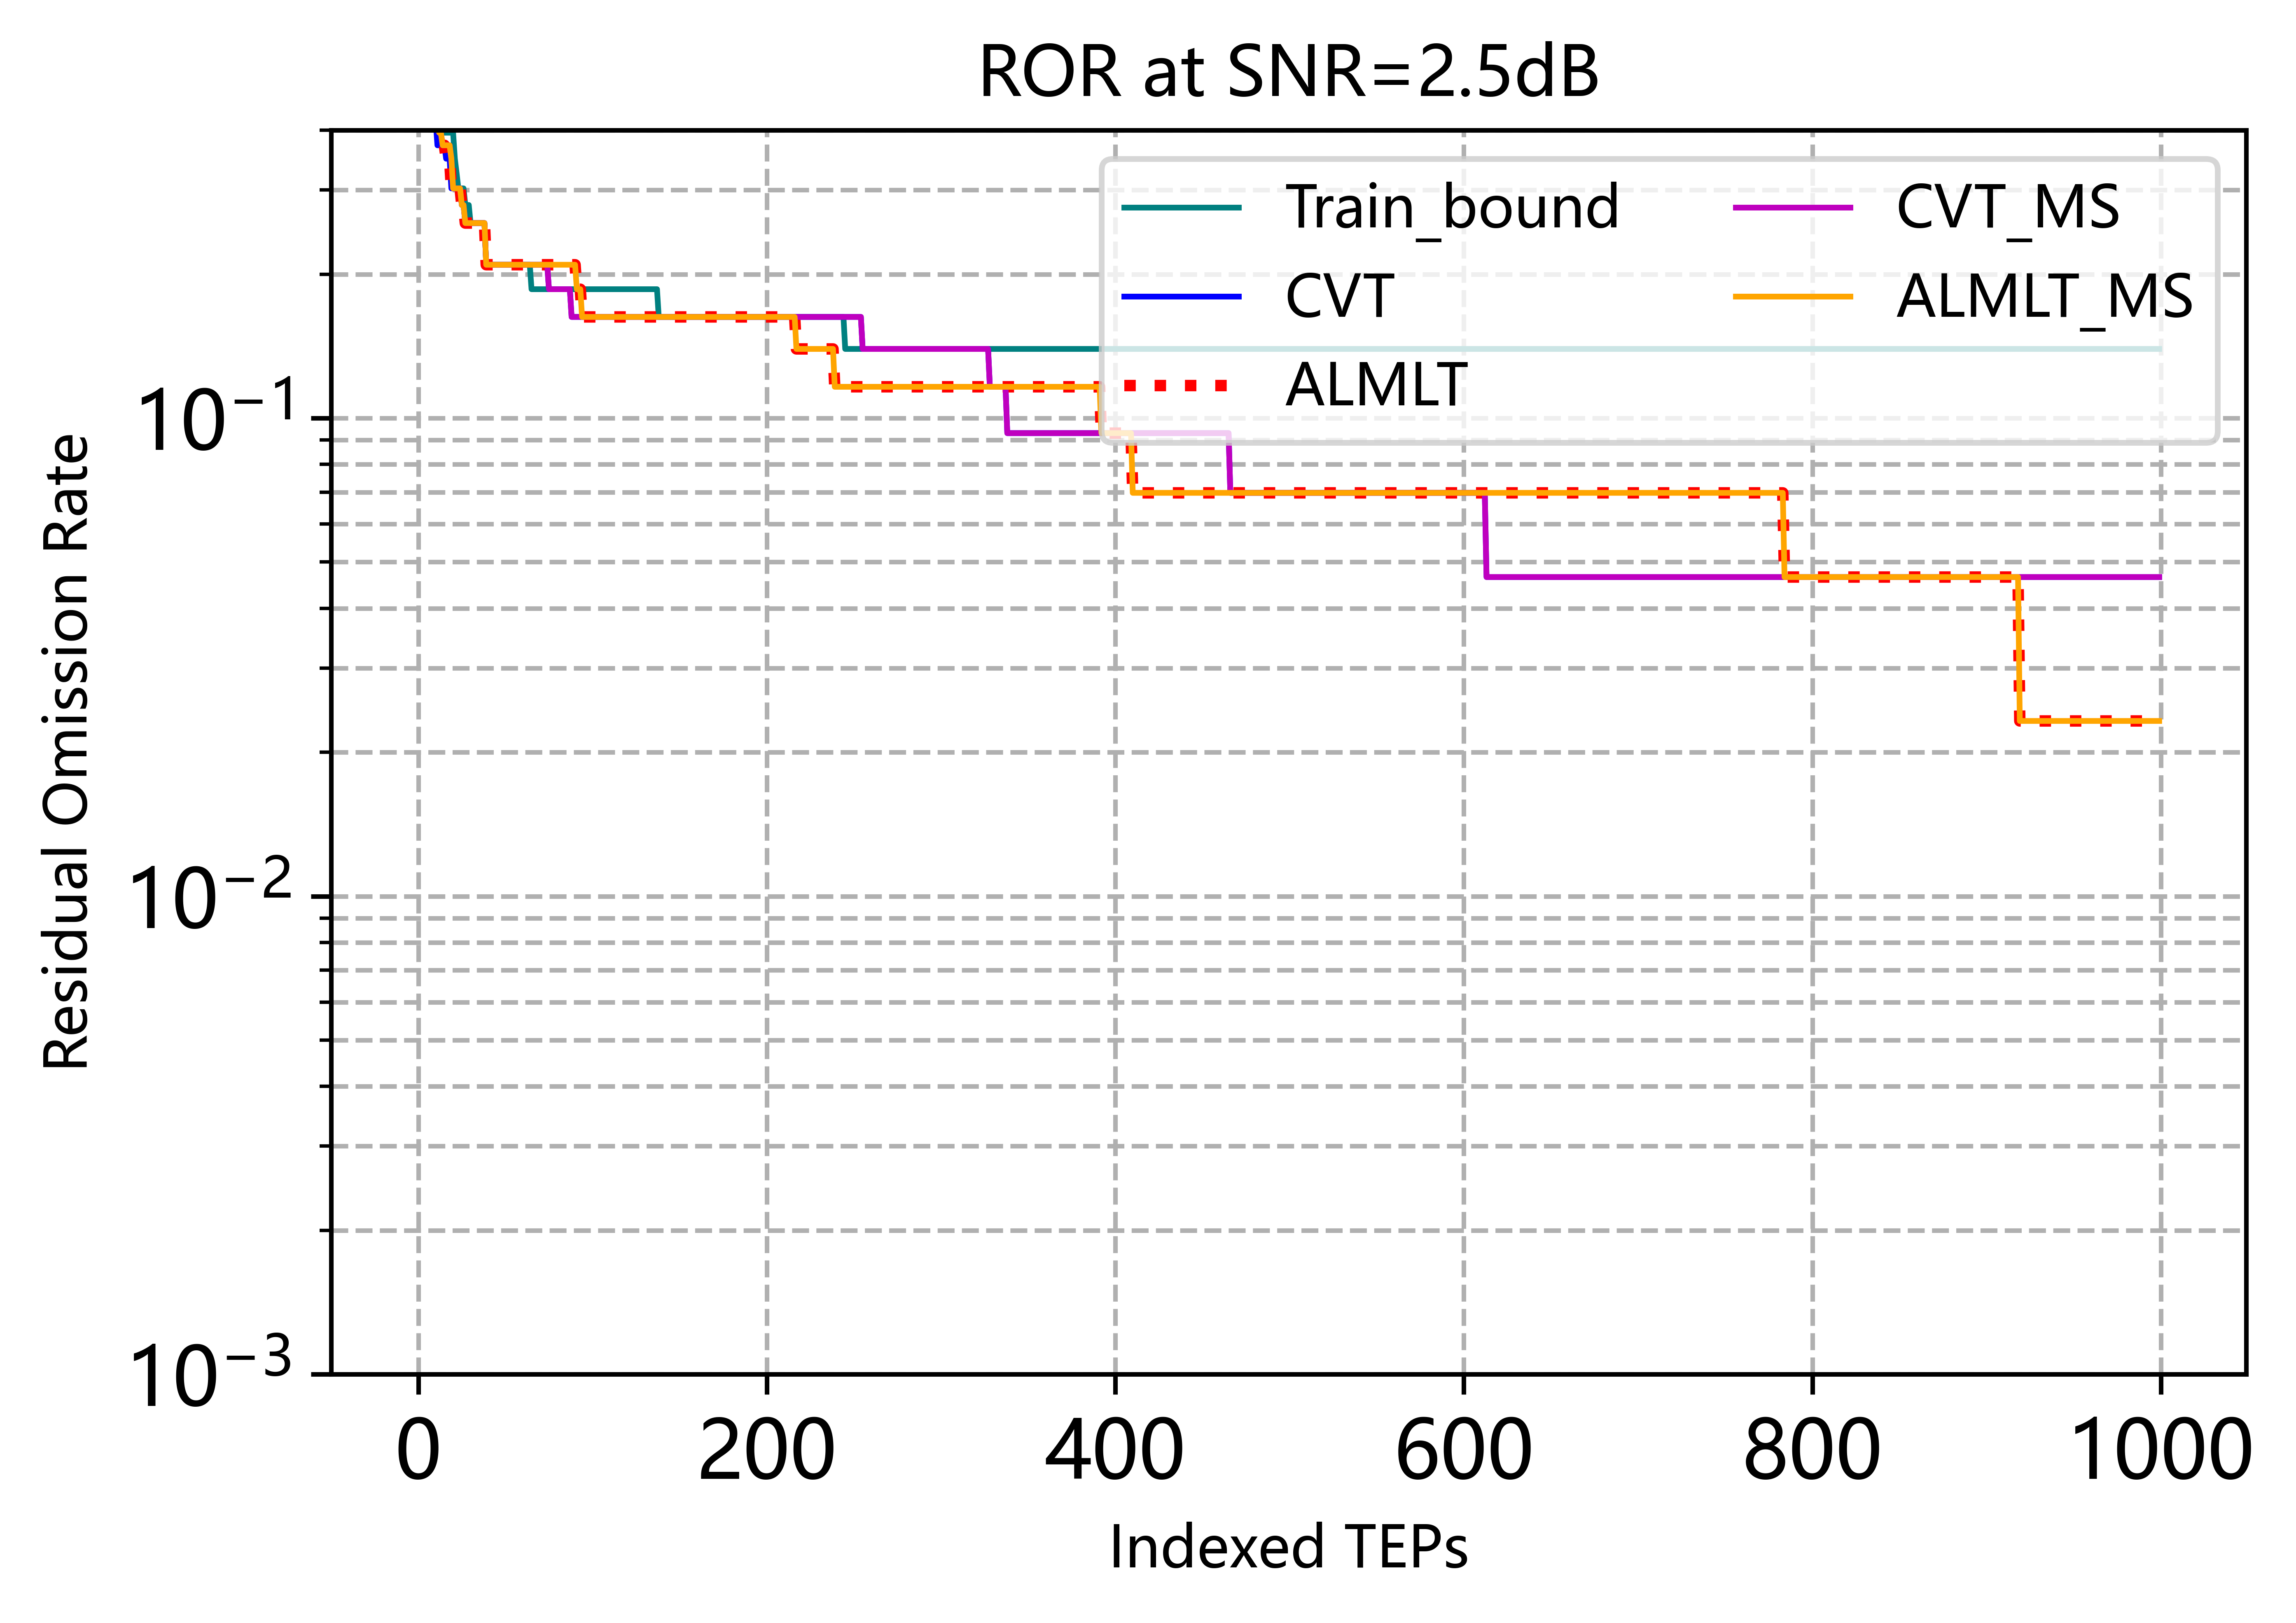 ROR at SNR=2.5dB
Train_bound
CVT
ALMLT
CVT_MS
ALMLT_MS
Residual Omission Rate
10⁻¹
10⁻²
10⁻³
0 200 400 600 800 1000
Indexed TEPs